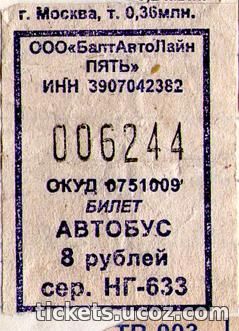 г. Москва, т. 0,36млн.
ООО«БалтАвтоЛайн
ПЯТЬ»
ИНН 3907042382
006244
ОКУД 0751009
БИЛЕТ
АВТОБУС
8 рублей
сер. НГ-633
tickets.ucoz.com